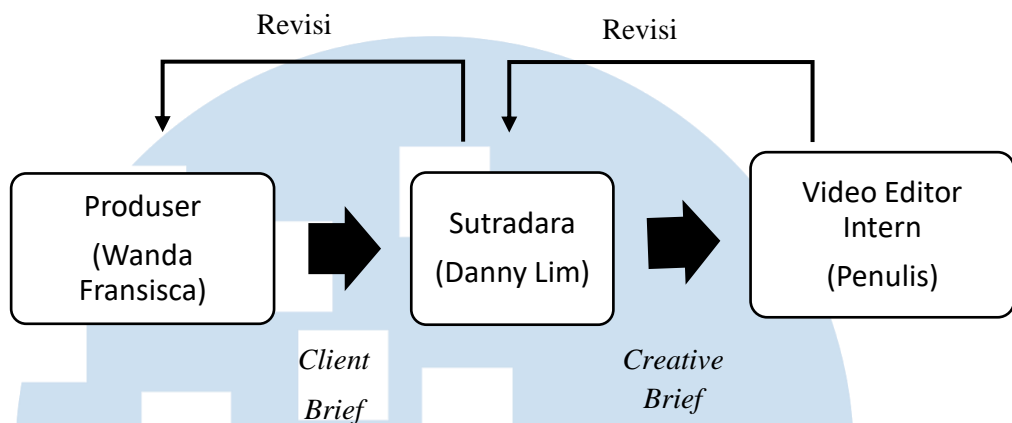 Revisi
Revisi
Produser
(Wanda
Fransisca)
Sutradara
(Danny Lim)
Video Editor
Intern
(Penulis)
Client
Brief
Creative
Brief